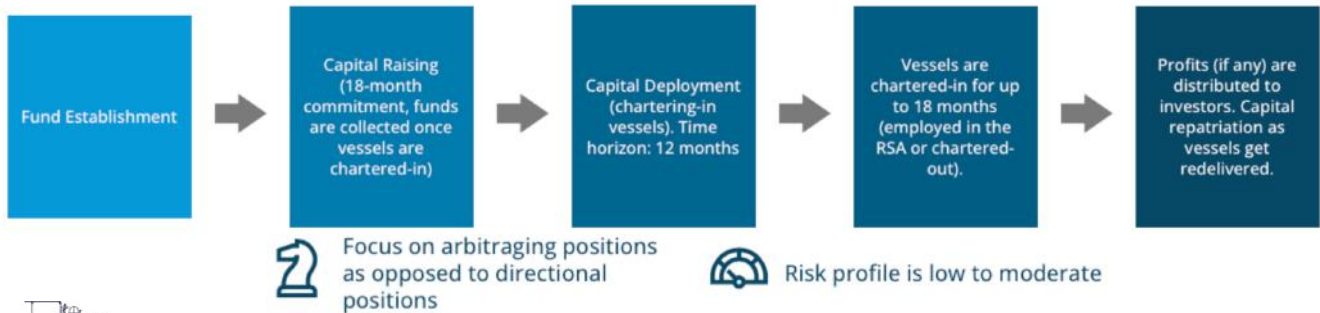 Fund Establishment
Capital Raising
(18-month
commitment, funds
are collected once
vessels are
chartered-in)
Capital Deployment
(chartering-in
vessels). Time
horizon: 12 months
Vessels are
chartered-in for up
to 18 months
(employed in the
RSA or chartered-
out).
Profits (if any) are
distributed to
investors. Capital
repatriation as
vessels get
redelivered.
Focus on arbitraging positions
as opposed to directional
positions
Risk profile is low to moderate